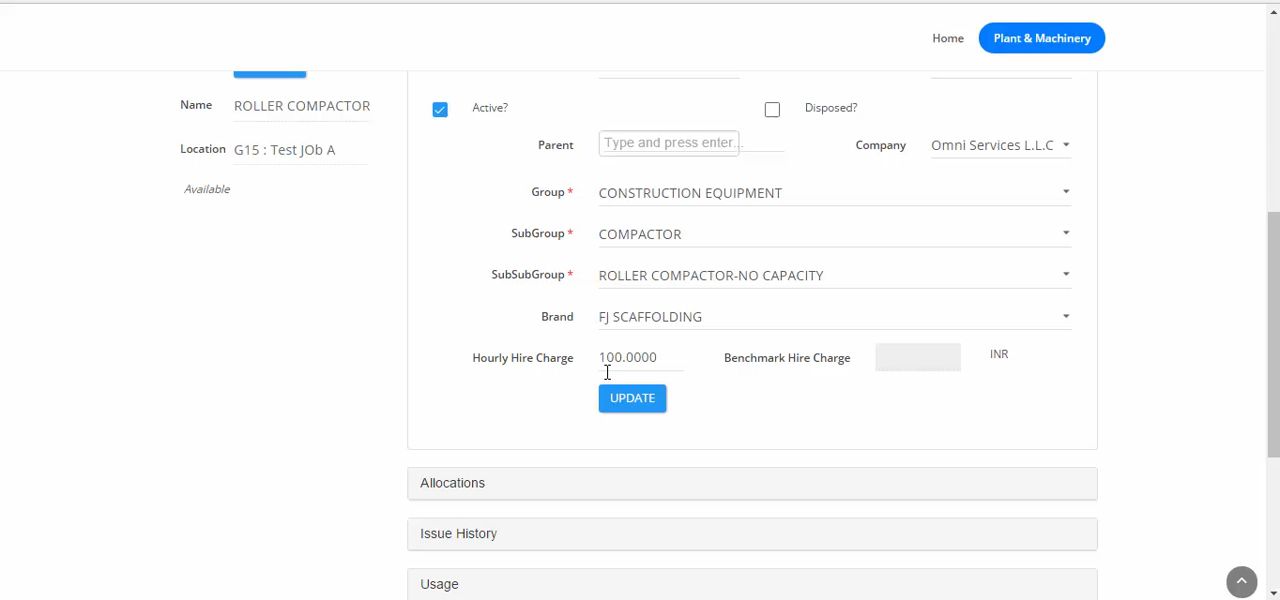 Home
Plant & Machinery
Name ROLLER COMPACTOR
Location G15 : Test JOb A
Available
Active?
Disposed?
Parent Type and press enter...
Company Omni Services L.L.C
Group * CONSTRUCTION EQUIPMENT
SubGroup * COMPACTOR
SubSubGroup * ROLLER COMPACTOR-NO CAPACITY
Brand FJ SCAFFOLDING
Hourly Hire Charge 100.0000
Benchmark Hire Charge INR
UPDATE
Allocations
Issue History
Usage